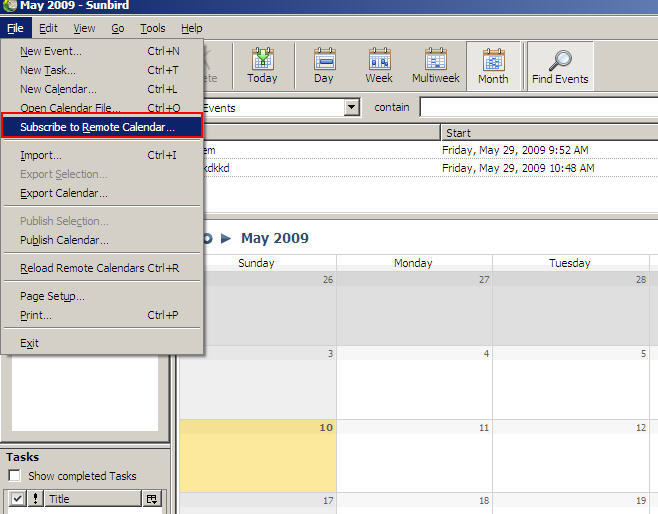 May 2009 - Sunbird
File Edit View Go Tools Help
New Event... Ctrl+N
New Task... Ctrl+T
New Calendar... Ctrl+L
Open Calendar File... Ctrl+O
Subscribe to Remote Calendar...
Import... Ctrl+I
Export Selection...
Export Calendar...
Publish Selection...
Publish Calendar...
Reload Remote Calendars Ctrl+R
Page Setup...
Print... Ctrl+P
Exit
Today Day Week Multiweek Month Find Events
Events contain
Start
Friday, May 29, 2009 9:52 AM
Friday, May 29, 2009 10:48 AM
May 2009
Sunday Monday Tuesday
26 27 28
3 4 5
10 11 12
17 18 19
Tasks
Show completed Tasks
! Title